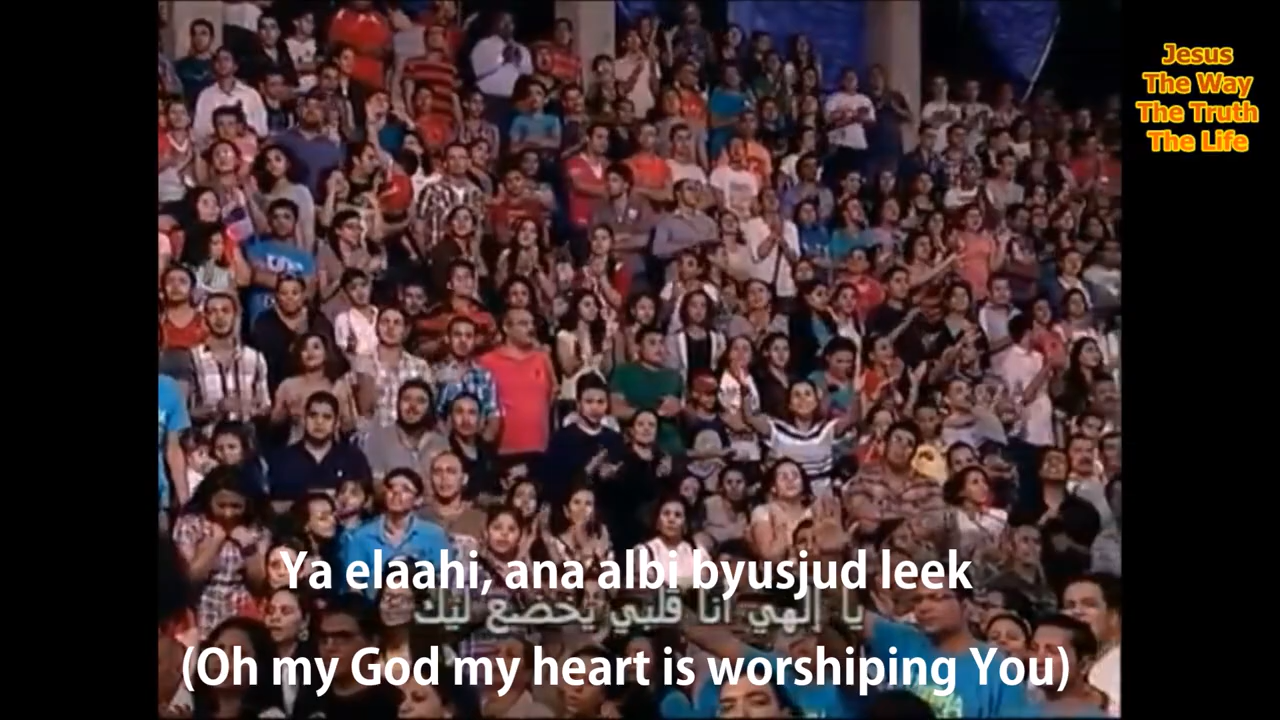 Jesus
The Way
The Truth
The Life
Ya elaahi, ana albi byusjud leek
يا إلهي أنا قلبي يخضع ليك
(Oh my God my heart is worshiping You)